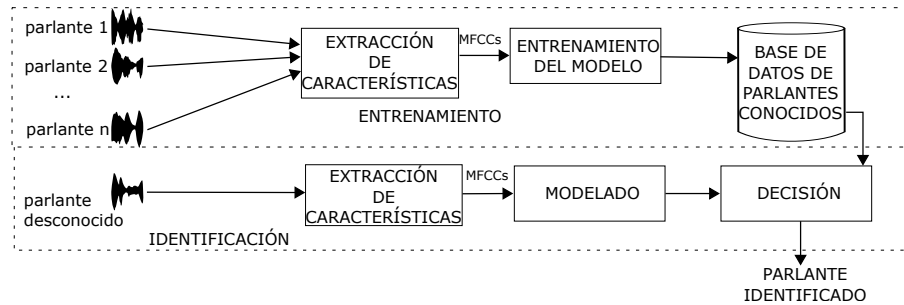 parlante 1
parlante 2
...
parlante n
EXTRACCIÓN
DE
CARACTERÍSTICAS
MFCCs
ENTRENAMIENTO
DEL MODELO
BASE DE
DATOS DE
PARLANTES
CONOCIDOS
ENTRENAMIENTO
parlante
desconocido
EXTRACCIÓN
DE
CARACTERÍSTICAS
MFCCs
MODELADO
DECISIÓN
IDENTIFICACIÓN
PARLANTE
IDENTIFICADO